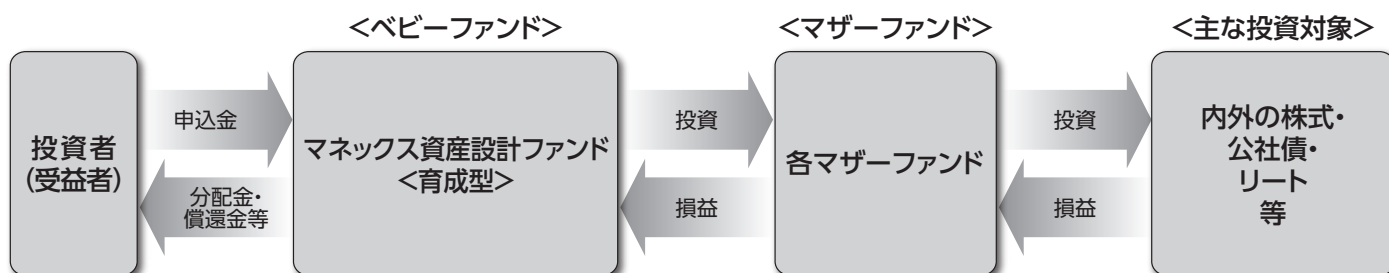 <ベビーファンド>
<マザーファンド>
<主な投資対象>
投資者
(受益者)
申込金
分配金・
償還金等
マネックス資産設計ファンド
<育成型>
投資
損益
各マザーファンド
投資
損益
内外の株式・
公社債・
リート
等